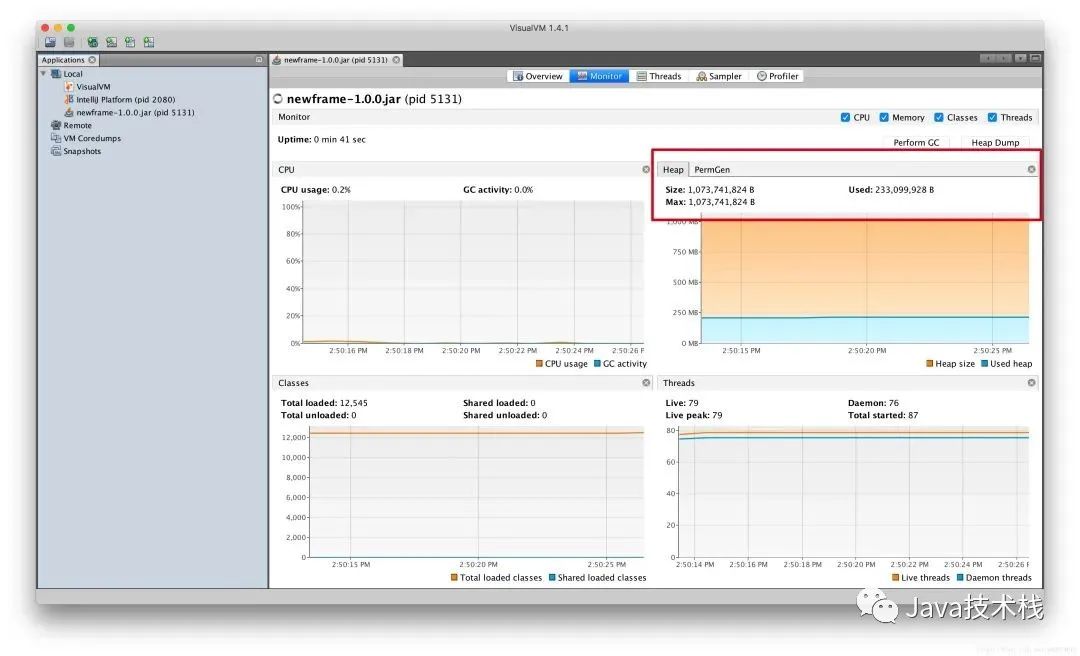 VisualVM 1.4.1
Applications
newframe-1.0.0.jar (pid 5131)
Local
VisualVM
IntelliJ Platform (pid 2080)
newframe-1.0.0.jar (pid 5131)
Remote
VM Coredumps
Snapshots
Overview Monitor Threads Sampler Profiler
newframe-1.0.0.jar (pid 5131)
Monitor
CPU Memory Classes Threads
Uptime: 0 min 41 sec
Perform GC Heap Dump
CPU
CPU usage: 0.2% GC activity: 0.0%
100%
80%
60%
40%
20%
0%
2:50:16 PM 2:50:18 PM 2:50:20 PM 2:50:22 PM 2:50:24 PM 2:50:26 F
CPU usage GC activity
Heap PermGen
Size: 1,073,741,824 B Used: 233,099,928 B
Max: 1,073,741,824 B
1,000 MB
750 MB
500 MB
250 MB
0 MB
2:50:15 PM 2:50:20 PM 2:50:25 PM
Heap size Used heap
Classes
Total loaded: 12,545 Shared loaded: 0
Total unloaded: 0 Shared unloaded: 0
12,000
10,000
8,000
6,000
4,000
2,000
0
2:50:15 PM 2:50:20 PM 2:50:25 PM
Total loaded classes Shared loaded classes
Threads
Live: 79 Daemon: 76
Live peak: 79 Total started: 87
80
60
40
20
0
2:50:14 PM 2:50:16 PM 2:50:18 PM 2:50:20 PM 2:50:22 PM 2:50:24 PM 2:50:26 F
Live threads Daemon threads
Java技术栈